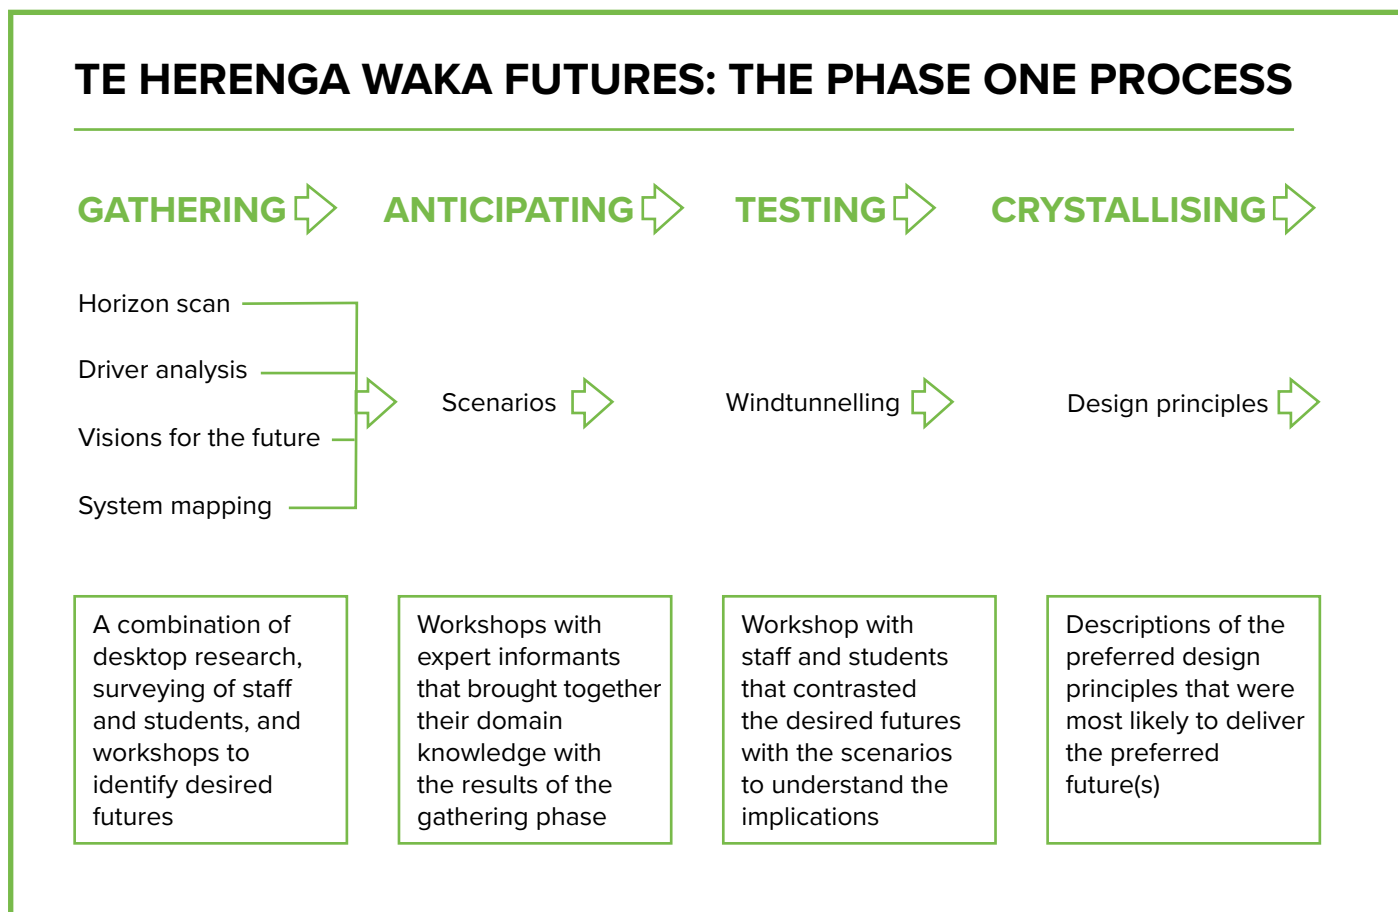 TE HERENGA WAKA FUTURES: THE PHASE ONE PROCESS
GATHERING
ANTICIPATING
TESTING
CRYSTALLISING
Horizon scan
Driver analysis
Visions for the future
System mapping
Scenarios
Windtunnelling
Design principles
A combination of
desktop research,
surveying of staff
and students, and
workshops to
identify desired
futures
Workshops with
expert informants
that brought together
their domain
knowledge with
the results of the
gathering phase
Workshop with
staff and students
that contrasted
the desired futures
with the scenarios
to understand the
implications
Descriptions of the
preferred design
principles that were
most likely to deliver
the preferred
future(s)